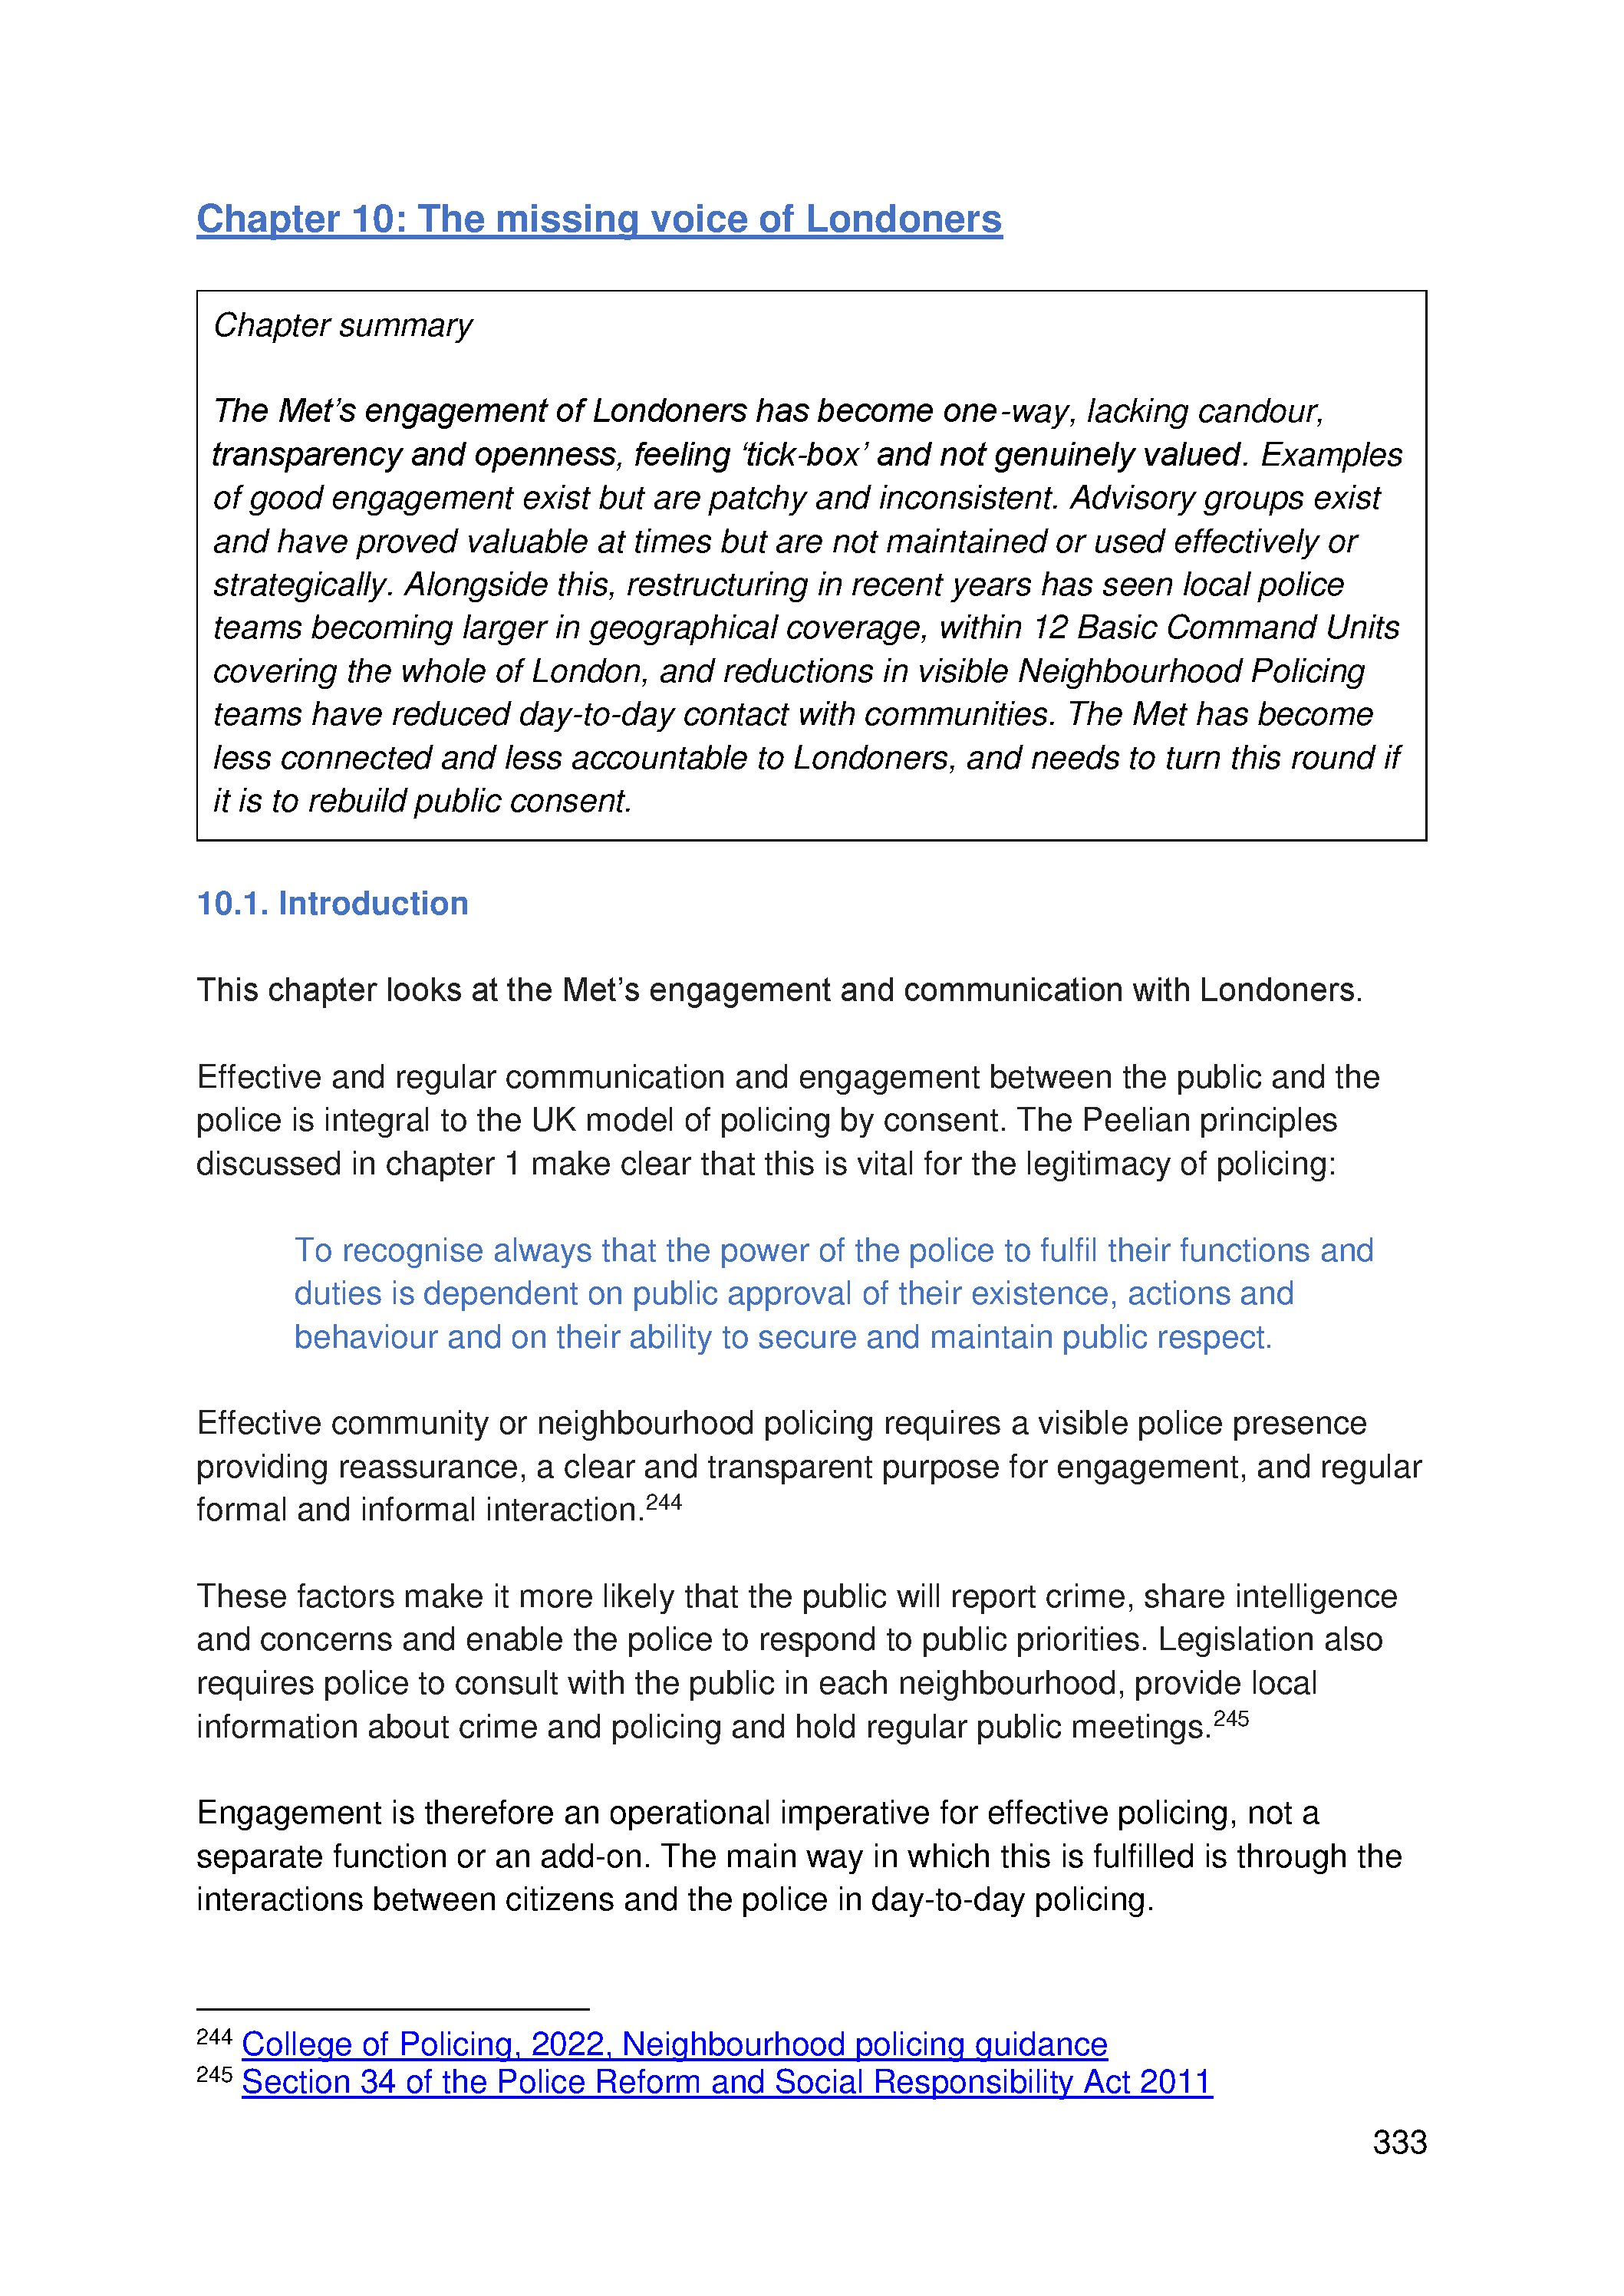 Chapter 10: The missing voice of Londoners
Chapter summary
The Met’s engagement of Londoners has become one-way, lacking candour,
transparency and openness, feeling ‘tick-box’ and not genuinely valued. Examples
of good engagement exist but are patchy and inconsistent. Advisory groups exist
and have proved valuable at times but are not maintained or used effectively or
strategically. Alongside this, restructuring in recent years has seen local police
teams becoming larger in geographical coverage, within 12 Basic Command Units
covering the whole of London, and reductions in visible Neighbourhood Policing
teams have reduced day-to-day contact with communities. The Met has become
less connected and less accountable to Londoners, and needs to turn this round if
it is to rebuild public consent.
10.1. Introduction
This chapter looks at the Met’s engagement and communication with Londoners.
Effective and regular communication and engagement between the public and the
police is integral to the UK model of policing by consent. The Peelian principles
discussed in chapter 1 make clear that this is vital for the legitimacy of policing:
To recognise always that the power of the police to fulfil their functions and
duties is dependent on public approval of their existence, actions and
behaviour and on their ability to secure and maintain public respect.
Effective community or neighbourhood policing requires a visible police presence
providing reassurance, a clear and transparent purpose for engagement, and regular
formal and informal interaction.244
These factors make it more likely that the public will report crime, share intelligence
and concerns and enable the police to respond to public priorities. Legislation also
requires police to consult with the public in each neighbourhood, provide local
information about crime and policing and hold regular public meetings.245
Engagement is therefore an operational imperative for effective policing, not a
separate function or an add-on. The main way in which this is fulfilled is through the
interactions between citizens and the police in day-to-day policing.
244 College of Policing, 2022, Neighbourhood policing guidance
245 Section 34 of the Police Reform and Social Responsibility Act 2011
333